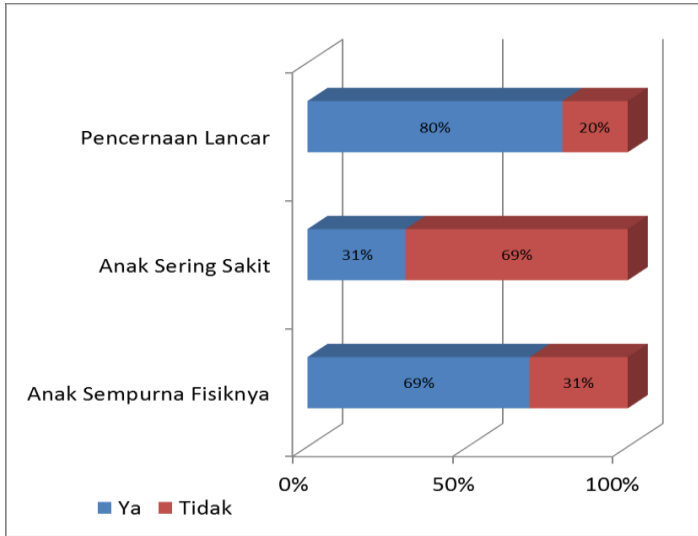 Pencernaan Lancar
80% 20%
Anak Sering Sakit
31% 69%
Anak Sempurna Fisiknya
69% 31%
0% 50% 100%
Ya Tidak